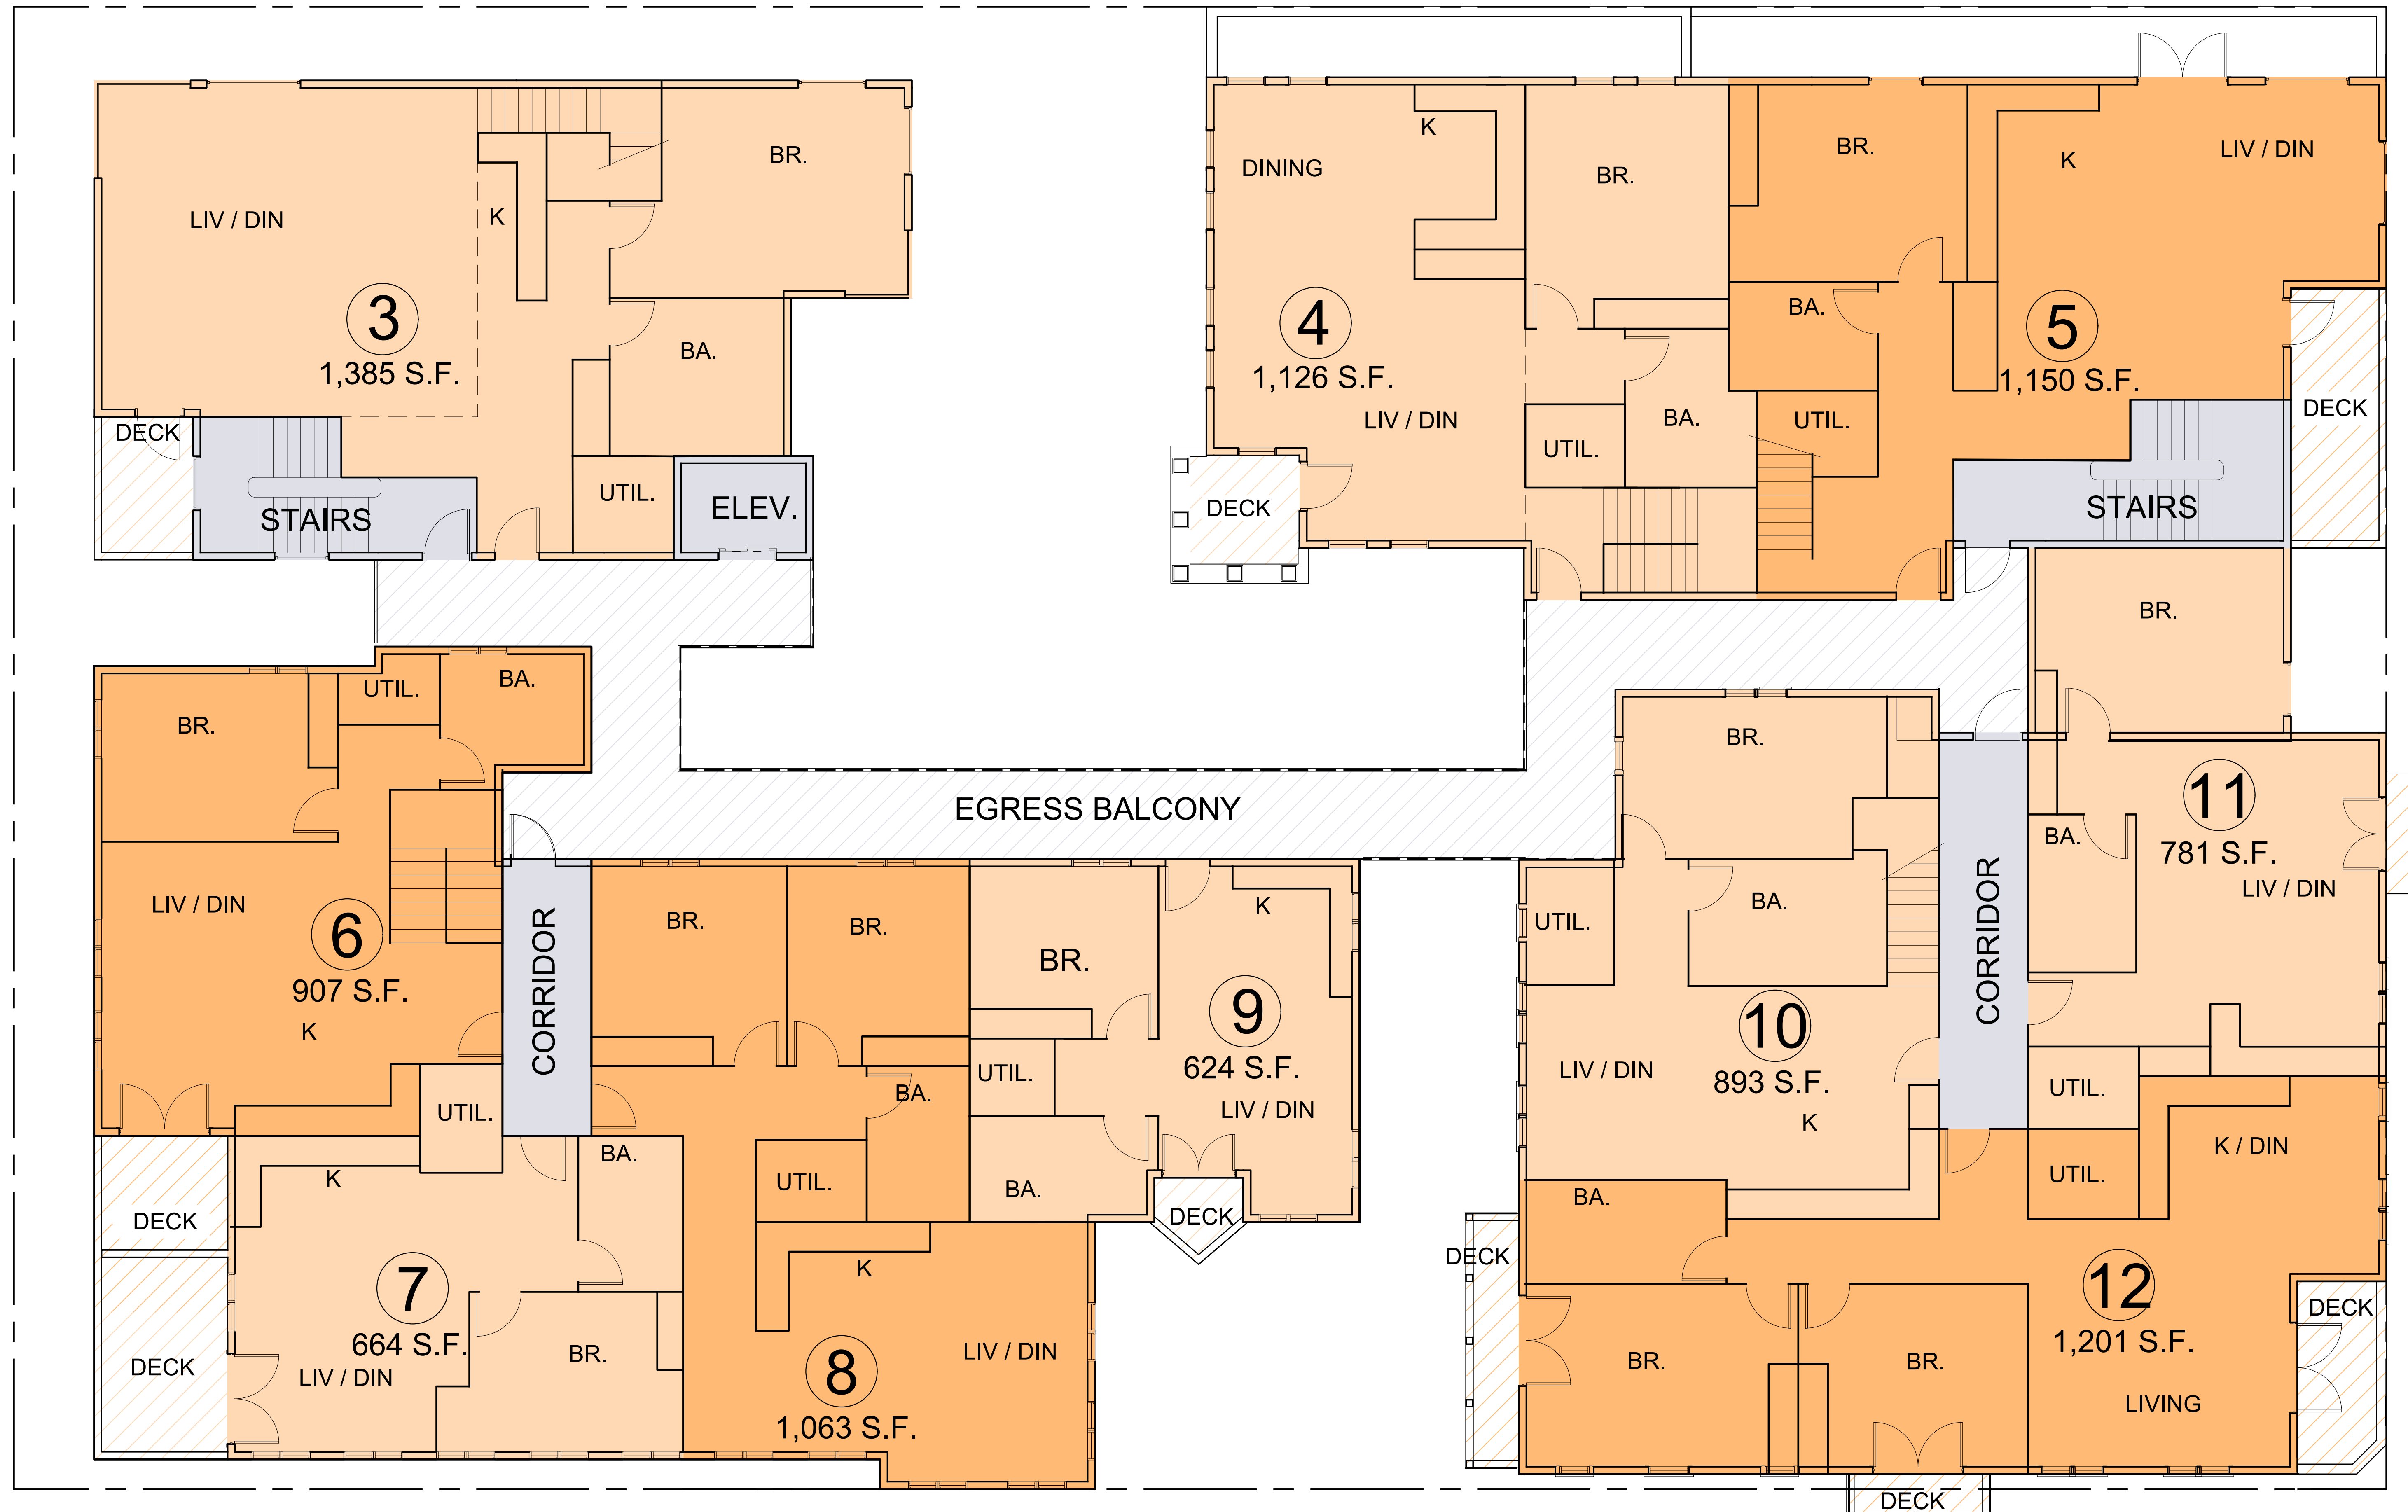 LIV / DIN
K
BR.
3
1,385 S.F.
BA.
DECK
STAIRS
UTIL.
ELEV.
DINING
K
BR.
4
1,126 S.F.
LIV / DIN
UTIL.
BA.
DECK
BR.
K
LIV / DIN
BA.
5
1,150 S.F.
UTIL.
DECK
STAIRS
BR.
UTIL.
BA.
LIV / DIN
6
907 S.F.
K
CORRIDOR
EGRESS BALCONY
UTIL.
K
BA.
DECK
DECK
7
664 S.F.
LIV / DIN
BR.
BR.
BR.
BA.
UTIL.
K
8
1,063 S.F.
LIV / DIN
BR.
K
9
624 S.F.
UTIL.
LIV / DIN
BA.
DECK
BR.
UTIL.
BA.
10
893 S.F.
LIV / DIN
K
CORRIDOR
BR.
11
781 S.F.
BA.
LIV / DIN
UTIL.
K / DIN
UTIL.
BA.
DECK
12
1,201 S.F.
DECK
BR.
BR.
LIVING
DECK